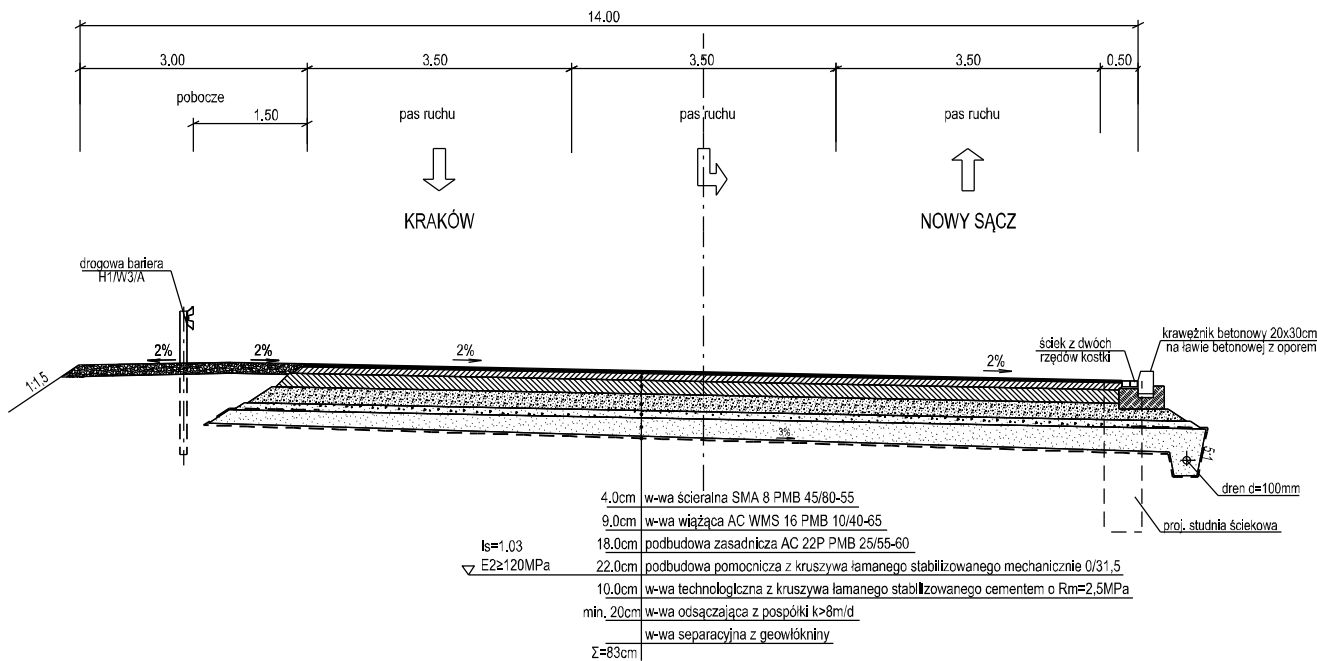 14.00
3.00 3.50 3.50 3.50 0.50
pobocze
1.50
pas ruchu pas ruchu pas ruchu
KRAKÓW NOWY SĄCZ
drogowa bariera
H1/W3/A
ściek z dwóch
rzędów kostki
krawężnik betonowy 20x30cm
na ławie betonowej z oporem
2% 2% 2% 2%
1:1.5
3%
5:1
dren d=100mm
proj. studnia ściekowa
4.0cm w-wa ścieralna SMA 8 PMB 45/80-55
9.0cm w-wa wiążąca AC WMS 16 PMB 10/40-65
18.0cm podbudowa zasadnicza AC 22P PMB 25/55-60
Is=1.03
E2≥120MPa
22.0cm podbudowa pomocnicza z kruszywa łamanego stabilizowanego mechanicznie 0/31,5
10.0cm w-wa technologiczna z kruszywa łamanego stabilizowanego cementem o Rm=2,5MPa
min. 20cm w-wa odsączająca z pospółki k>8m/d
w-wa separacyjna z geowłókniny
Σ=83cm